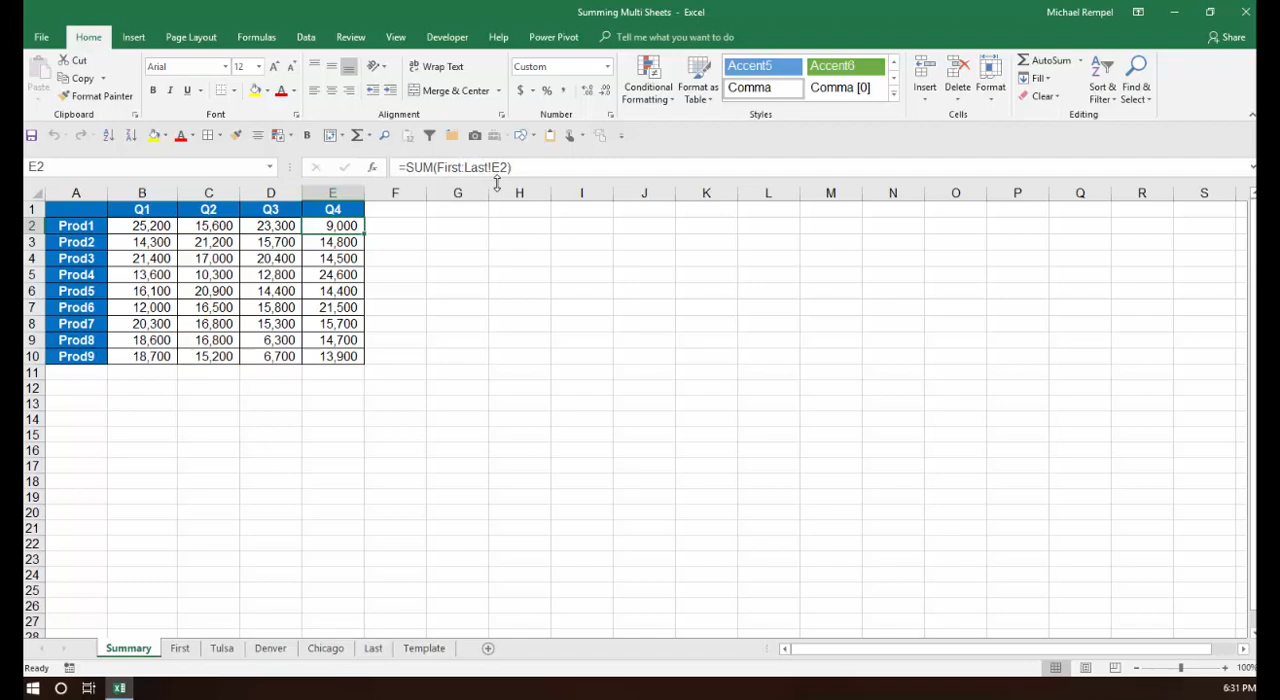 Summing Multi Sheets - Excel
Michael Rempel
File Home Insert Page Layout Formulas Data Review View Developer Help Power Pivot Tell me what you want to do Share
Paste
Cut
Copy
Format Painter
Clipboard
Arial 12
B I U
Font
Wrap Text
Merge & Center
Alignment
Custom
$ % ,
Number
Conditional Formatting
Format as Table
Accent5 Accent6
Comma Comma [0]
Styles
Insert Delete Format
Cells
AutoSum
Fill
Clear
Sort & Filter
Find & Select
Editing
E2 fx =SUM(First:Last!E2)
A B C D E F G H I J K L M N O P Q R S
1 Q1 Q2 Q3 Q4
2 Prod1 25,200 15,600 23,300 9,000
3 Prod2 14,300 21,200 15,700 14,800
4 Prod3 21,400 17,000 20,400 14,500
5 Prod4 13,600 10,300 12,800 24,600
6 Prod5 16,100 20,900 14,400 14,400
7 Prod6 12,000 16,500 15,800 21,500
8 Prod7 20,300 16,800 15,300 15,700
9 Prod8 18,600 16,800 6,300 14,700
10 Prod9 18,700 15,200 6,700 13,900
11
12
13
14
15
16
17
18
19
20
21
22
23
24
25
26
27
28
Summary First Tulsa Denver Chicago Last Template
Ready
100%
6:31 PM